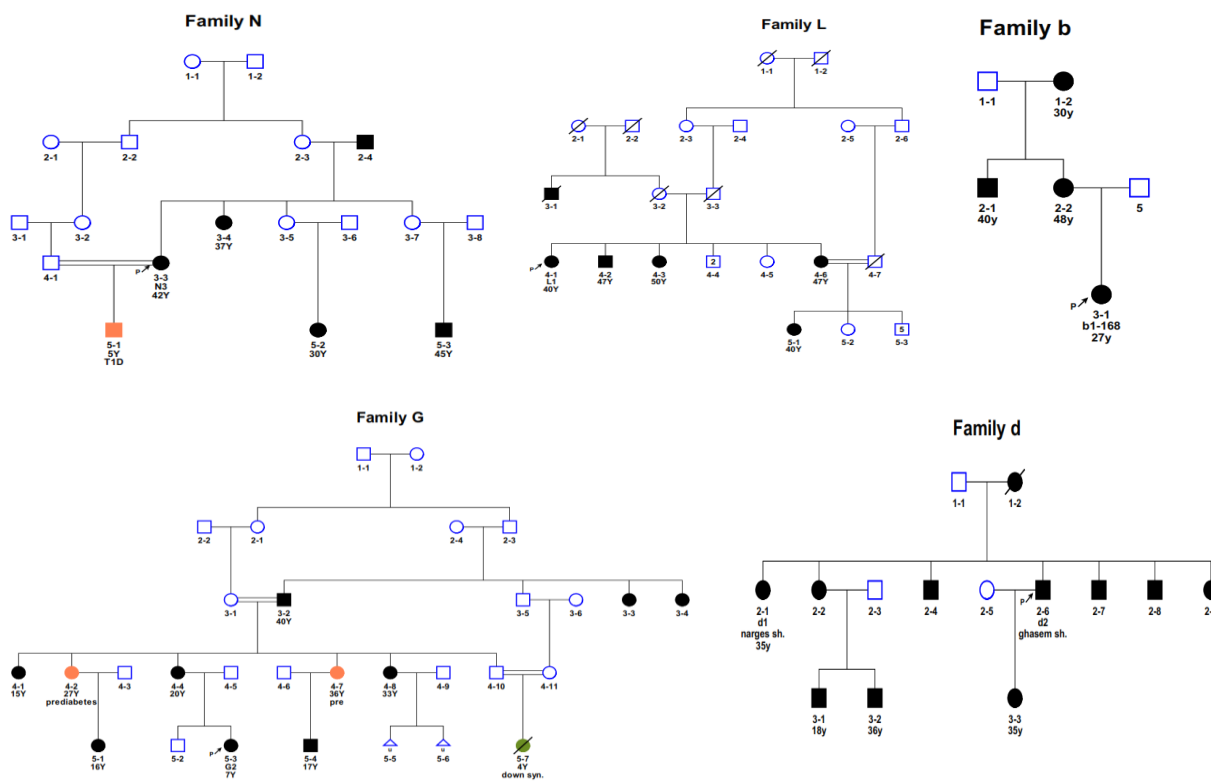 Family N
1-1 1-2
2-1 2-2 2-3 2-4
3-1 3-2 3-4 3-5 3-6 3-7 3-8
37Y
4-1 P 3-3
N3
42Y
5-1 5-2 5-3
5Y 30Y 45Y
T1D
Family L
1-1 1-2
2-1 2-2 2-3 2-4 2-5 2-6
3-1 3-2 3-3
2
P 4-1 4-2 4-3 4-4 4-5 4-6 4-7
L1 47Y 50Y 47Y
40Y
5
5-1 5-2 5-3
40Y
Family b
1-1 1-2
30y
2-1 2-2 5
40y 48y
P
3-1
b1-168
27y
Family G
1-1 1-2
2-2 2-1 2-4 2-3
3-1 3-2 3-5 3-6 3-3 3-4
40Y
4-1 4-2 4-3 4-4 4-5 4-6 4-7 4-8 4-9 4-10 4-11
15Y 27Y 20Y 36Y 33Y
prediabetes pre
u u
P
5-1 5-2 5-3 5-4 5-5 5-6 5-7
16Y G2 17Y 4Y
7Y down syn.
Family d
1-1 1-2
P
2-1 2-2 2-3 2-4 2-5 2-6 2-7 2-8
d1 d2
narges sh. ghasem sh.
35y
3-1 3-2 3-3
18y 36y 35y